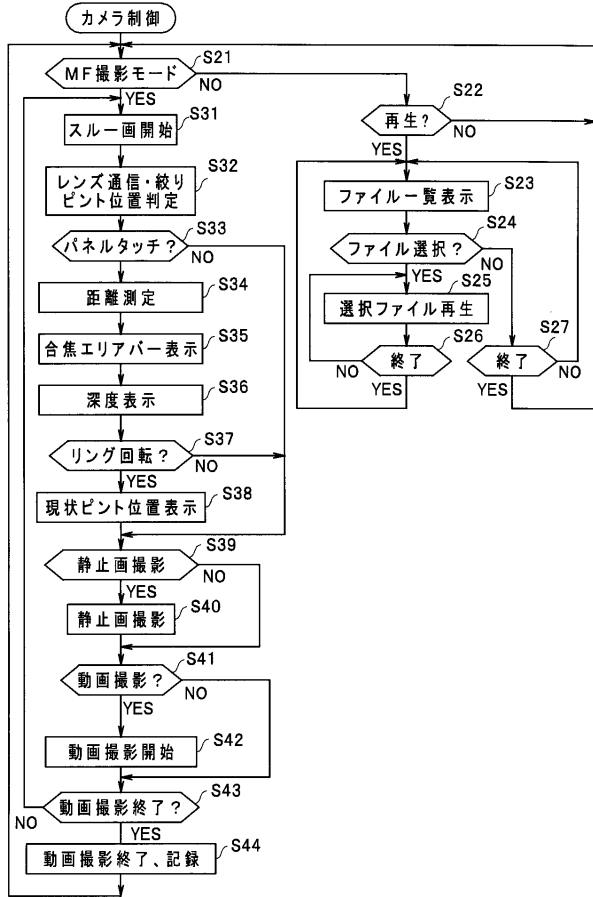 カメラ制御
S21
MF撮影モード
NO
YES
S31
スルー画開始
S32
レンズ通信・絞り
ピント位置判定
S33
パネルタッチ?
NO
YES
S34
距離測定
S35
合焦エリアバー表示
S36
深度表示
S37
リング回転?
NO
YES
S38
現状ピント位置表示
S39
静止画撮影
NO
YES
S40
静止画撮影
S41
動画撮影?
NO
YES
S42
動画撮影開始
S43
動画撮影終了?
NO
YES
S44
動画撮影終了、記録
S22
再生?
NO
YES
S23
ファイル一覧表示
S24
ファイル選択?
NO
YES
S25
選択ファイル再生
S26
終了
NO
YES
S27
終了
NO
YES